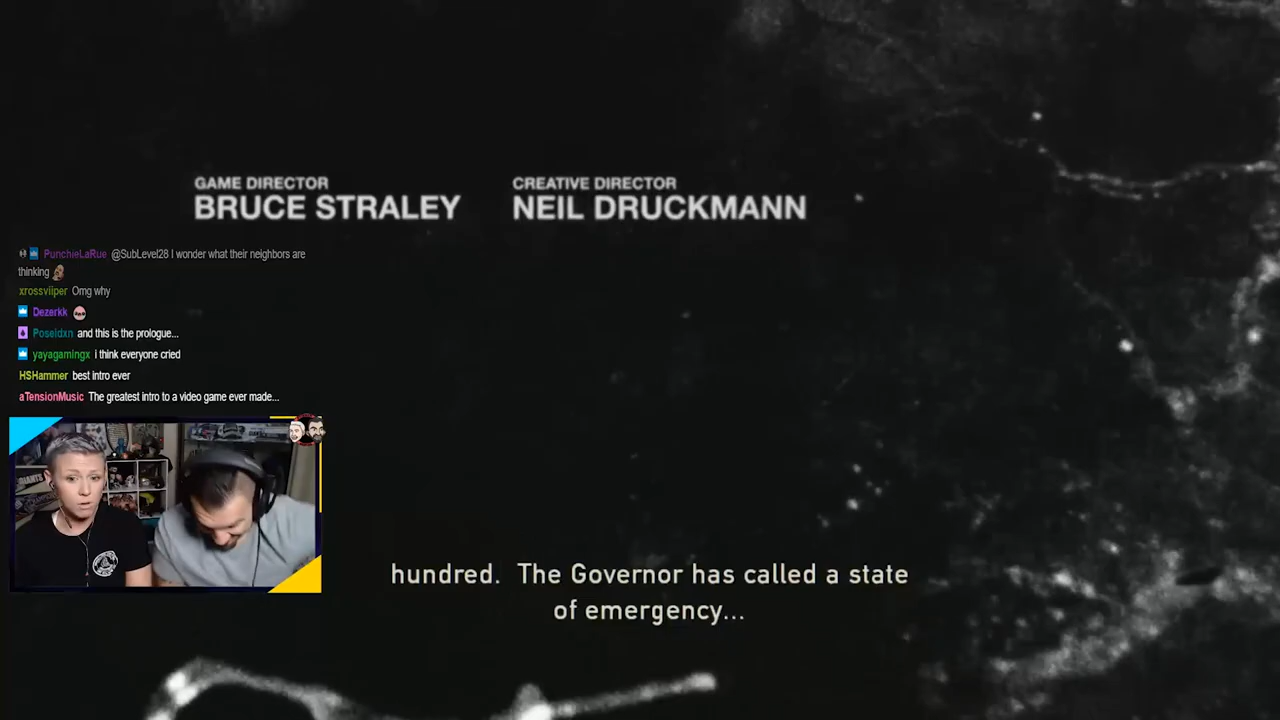 GAME DIRECTOR
BRUCE STRALEY
CREATIVE DIRECTOR
NEIL DRUCKMANN
PunchieLaRue @SubLevel28 I wonder what their neighbors are
thinking
xrossviiper Omg why
Dezerkk
Poseidxn and this is the prologue...
yayagamingx i think everyone cried
HSHammer best intro ever
aTensionMusic The greatest intro to a video game ever made...
hundred. The Governor has called a state
of emergency...